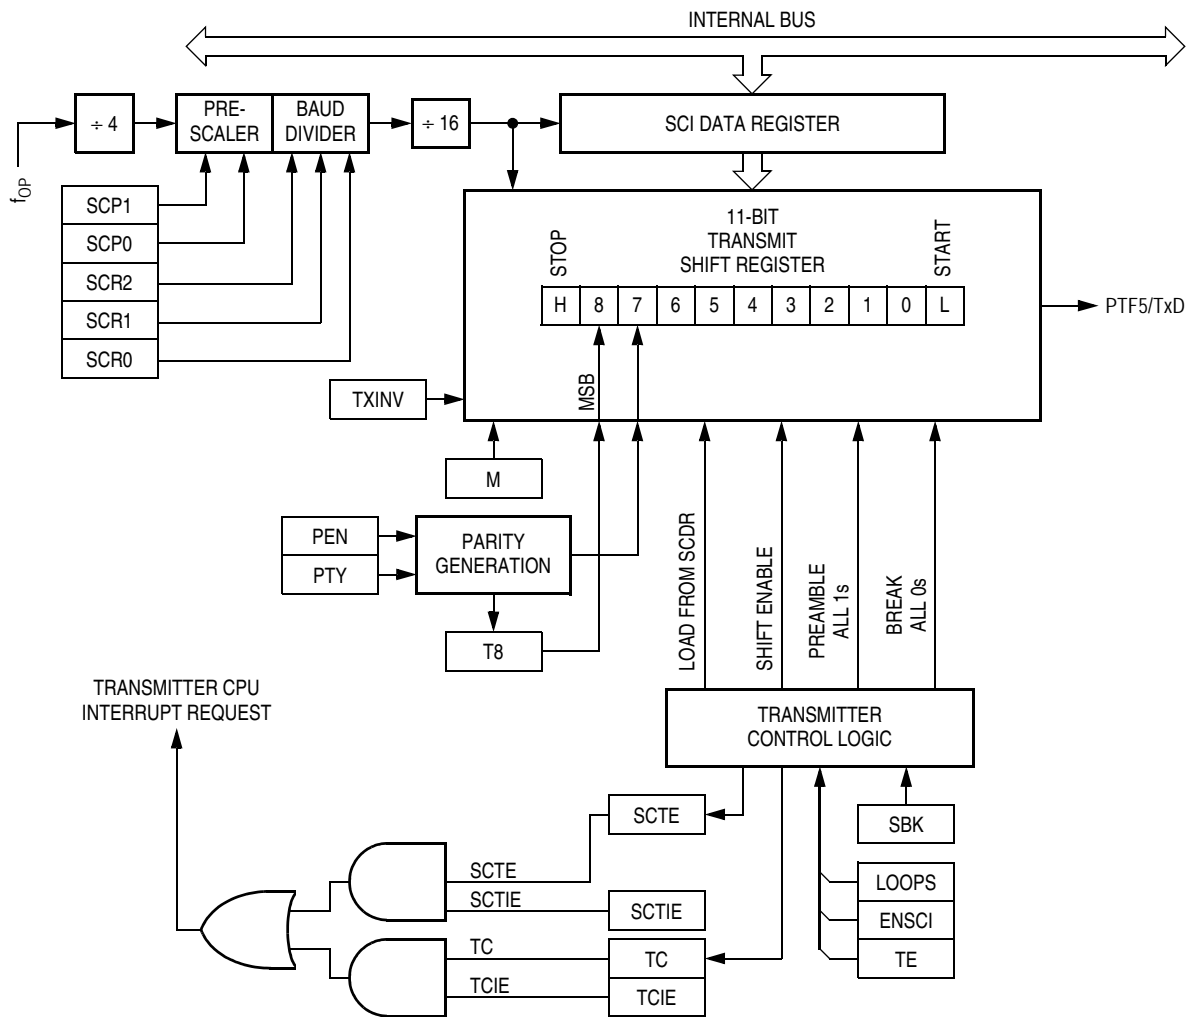 INTERNAL BUS
÷ 4
PRE-
SCALER
BAUD
DIVIDER
÷ 16
SCI DATA REGISTER
fOP
SCP1
SCP0
SCR2
SCR1
SCR0
11-BIT
TRANSMIT
SHIFT REGISTER
STOP
START
H 8 7 6 5 4 3 2 1 0 L
PTF5/TxD
MSB
TXINV
M
PEN
PTY
PARITY
GENERATION
T8
LOAD FROM SCDR
SHIFT ENABLE
PREAMBLE
ALL 1s
BREAK
ALL 0s
TRANSMITTER CPU
INTERRUPT REQUEST
TRANSMITTER
CONTROL LOGIC
SCTE
SBK
SCTE
SCTIE
SCTIE
LOOPS
ENSCI
TE
TC
TC
TCIE
TCIE